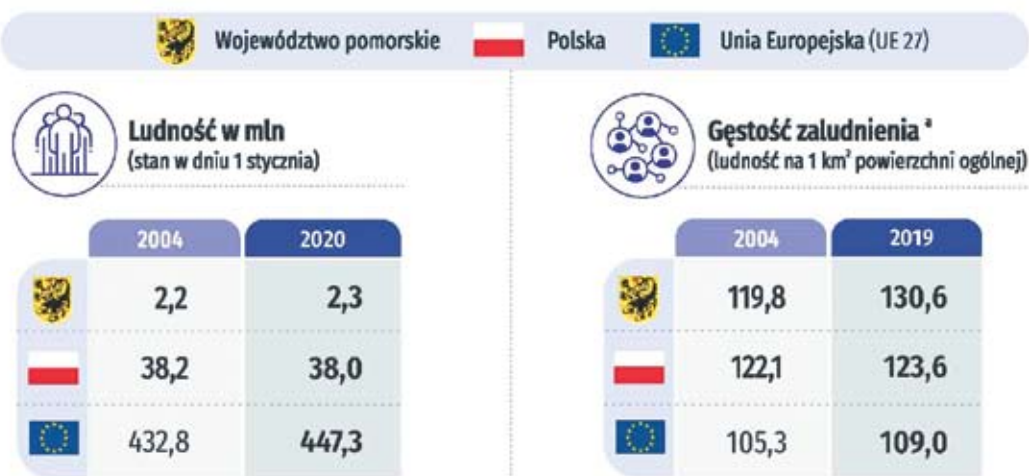 Województwo pomorskie Polska Unia Europejska (UE 27)
Ludność w mln
(stan w dniu 1 stycznia)
2004 2020
2,2 2,3
38,2 38,0
432,8 447,3
Gęstość zaludnienia ª
(ludność na 1 km² powierzchni ogólnej)
2004 2019
119,8 130,6
122,1 123,6
105,3 109,0